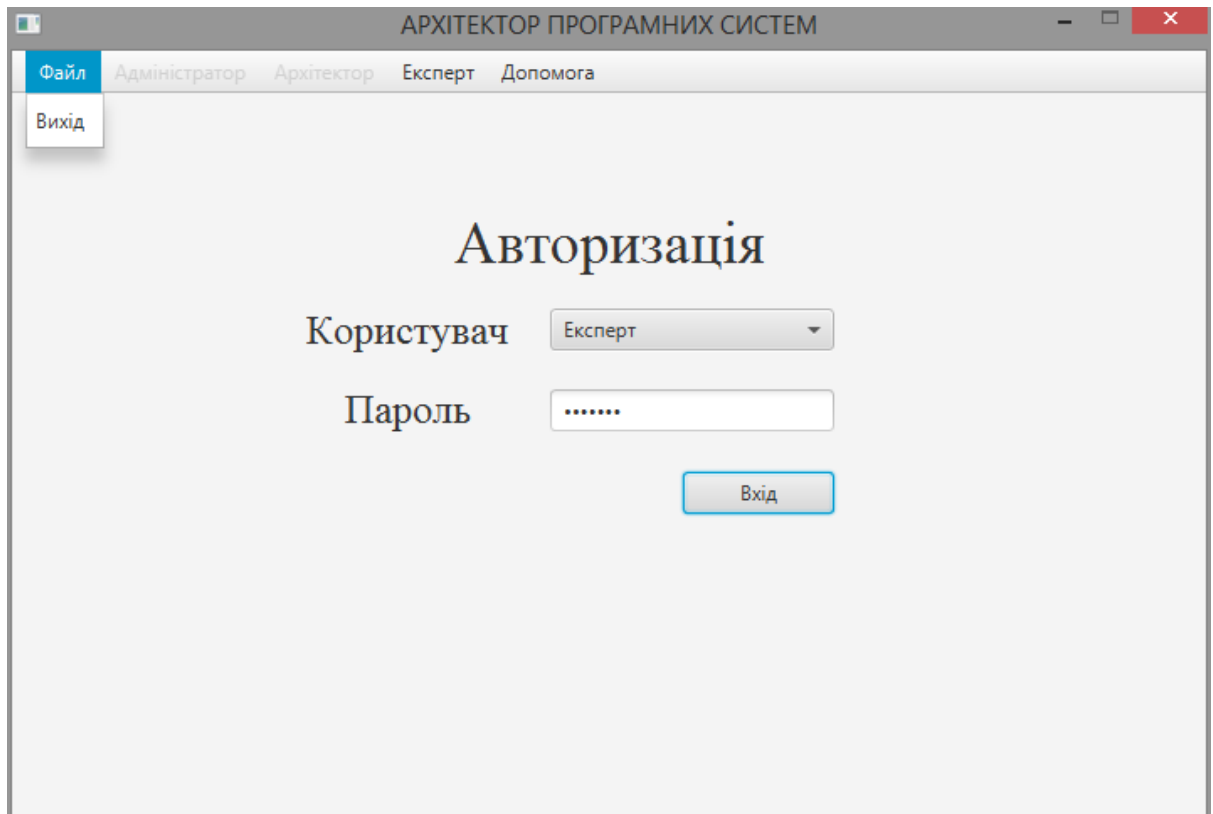 АРХІТЕКТОР ПРОГРАМНИХ СИСТЕМ
Файл Адміністратор Архітектор Експерт Допомога
Вихід
Авторизація
Користувач Експерт
Пароль •••••••
Вхід